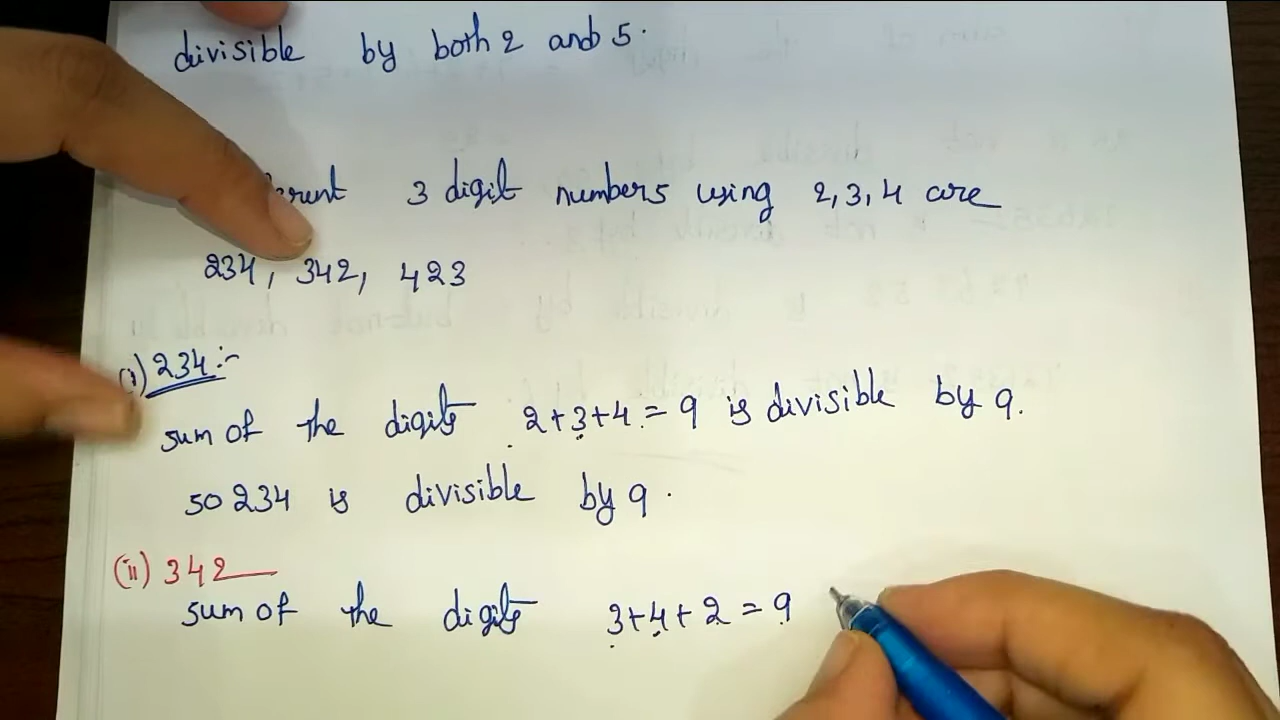 divisible by both 2 and 5.
3 digit numbers using 2, 3, 4 are
234, 342, 423
(i) 234:-
sum of the digits 2+3+4=9 is divisible by 9.
so 234 is divisible by 9.
(ii) 342
sum of the digits 3+4+2=9